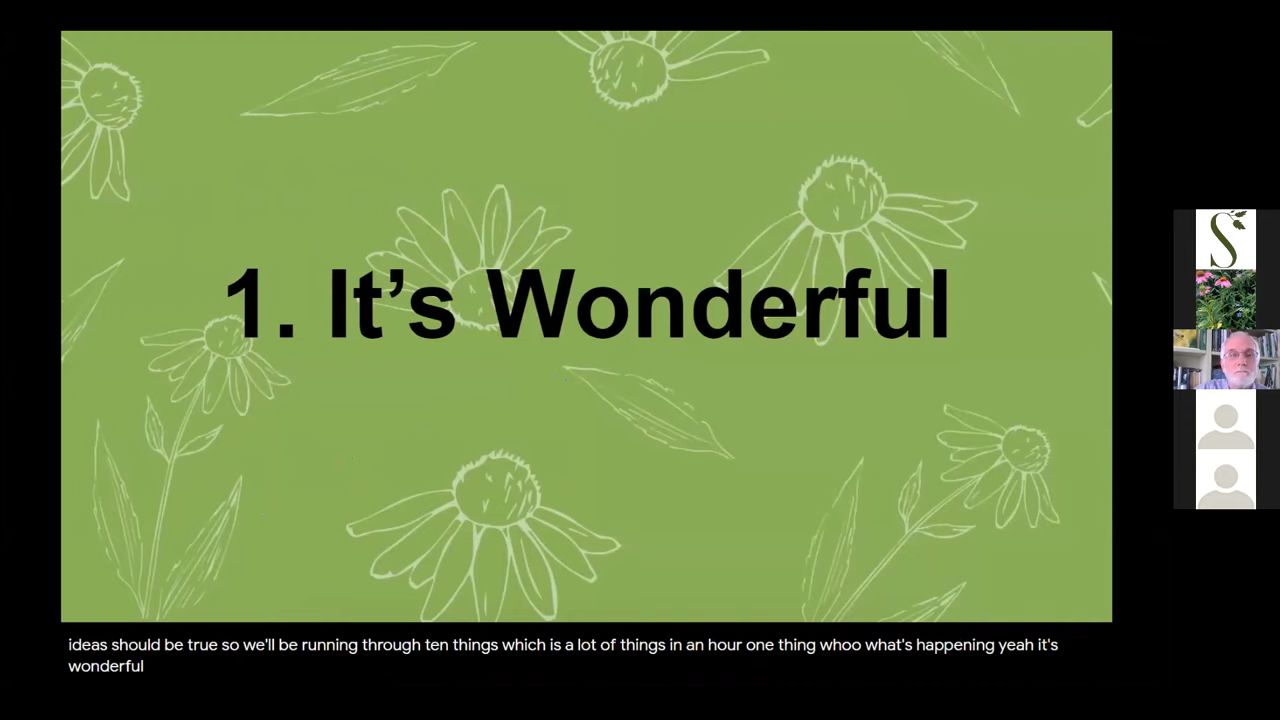 1. It’s Wonderful
S
ideas should be true so we'll be running through ten things which is a lot of things in an hour one thing whoo what's happening yeah it's
wonderful